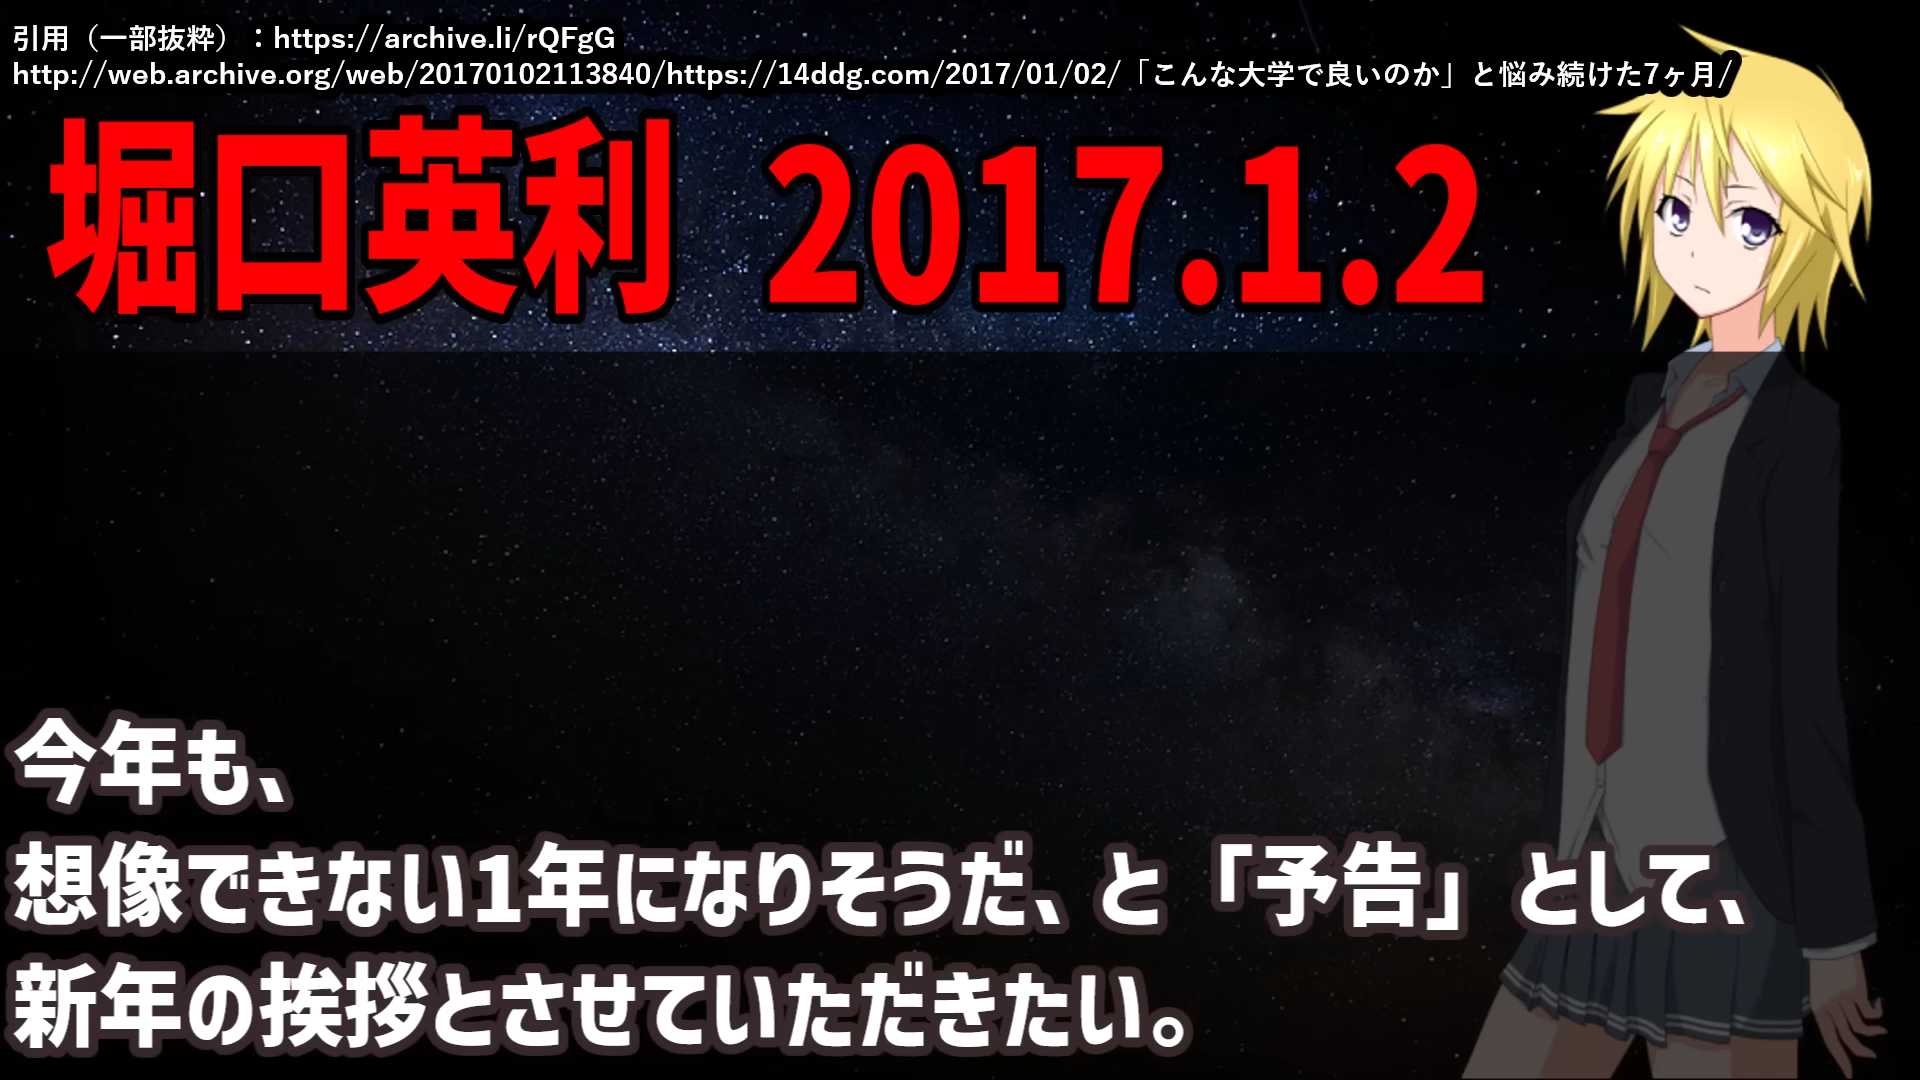 引用（一部抜粋）：https://archive.li/rQFgG
http://web.archive.org/web/20170102113840/https://14ddg.com/2017/01/02/「こんな大学で良いのか」と悩み続けた7ヶ月/
堀口英利 2017.1.2
今年も、
想像できない1年になりそうだ、と「予告」として、
新年の挨拶とさせていただきたい。